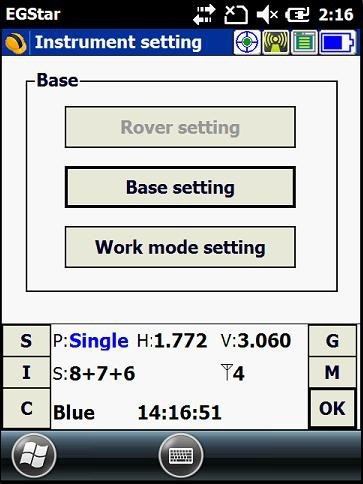 EGStar 2:16
Instrument setting
Base
Rover setting
Base setting
Work mode setting
S P:Single H:1.772 V:3.060 G
I S:8+7+6 4 M
C Blue 14:16:51 OK